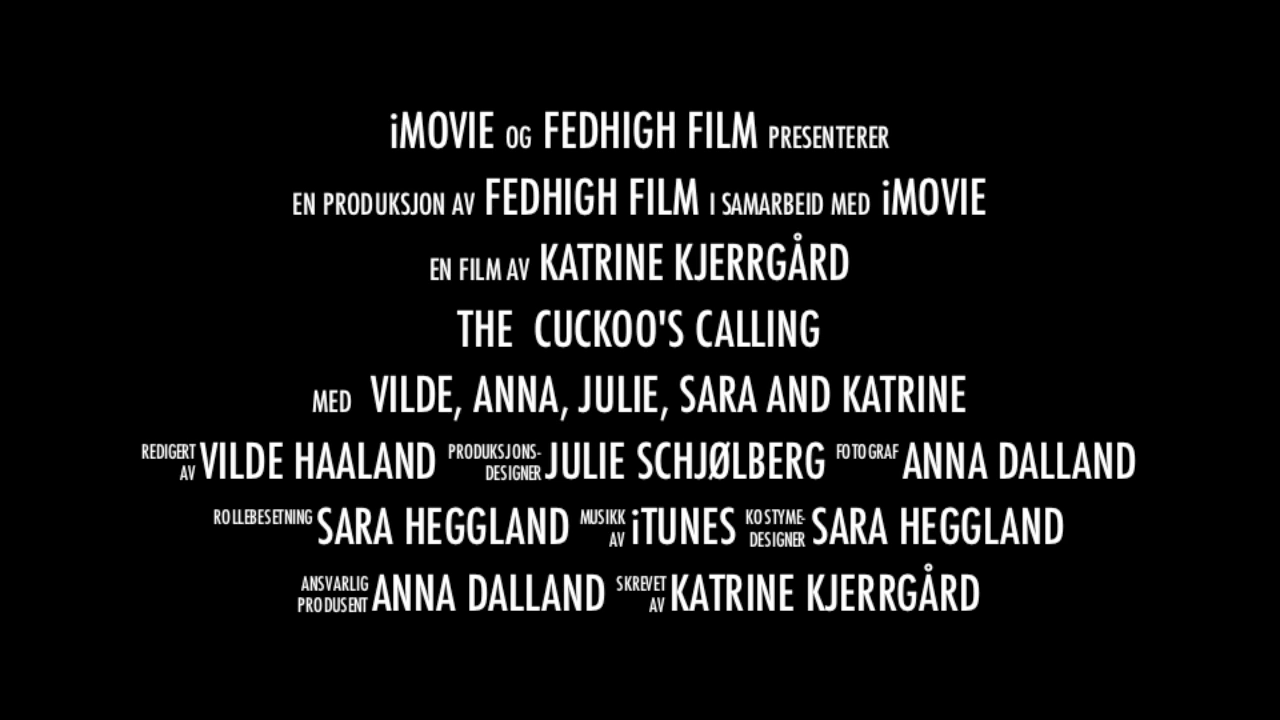 iMOVIE OG FEDHIGH FILM PRESENTERER
EN PRODUKSJON AV FEDHIGH FILM I SAMARBEID MED iMOVIE
EN FILM AV KATRINE KJERRGÅRD
THE CUCKOO'S CALLING
MED VILDE, ANNA, JULIE, SARA AND KATRINE
REDIGERT AV VILDE HAALAND PRODUKSJONS-DESIGNER JULIE SCHJØLBERG FOTOGRAF ANNA DALLAND
ROLLEBESETNING SARA HEGGLAND MUSIKK AV iTUNES KOSTYME-DESIGNER SARA HEGGLAND
ANSVARLIG PRODUSENT ANNA DALLAND SKREVET AV KATRINE KJERRGÅRD